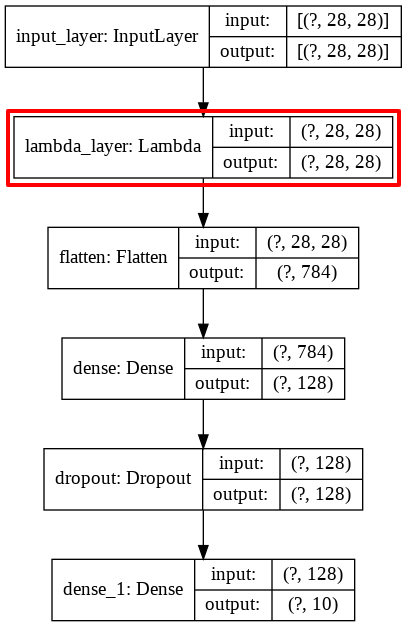 input_layer: InputLayer
input: [(?, 28, 28)]
output: [(?, 28, 28)]
lambda_layer: Lambda
input: (?, 28, 28)
output: (?, 28, 28)
flatten: Flatten
input: (?, 28, 28)
output: (?, 784)
dense: Dense
input: (?, 784)
output: (?, 128)
dropout: Dropout
input: (?, 128)
output: (?, 128)
dense_1: Dense
input: (?, 128)
output: (?, 10)